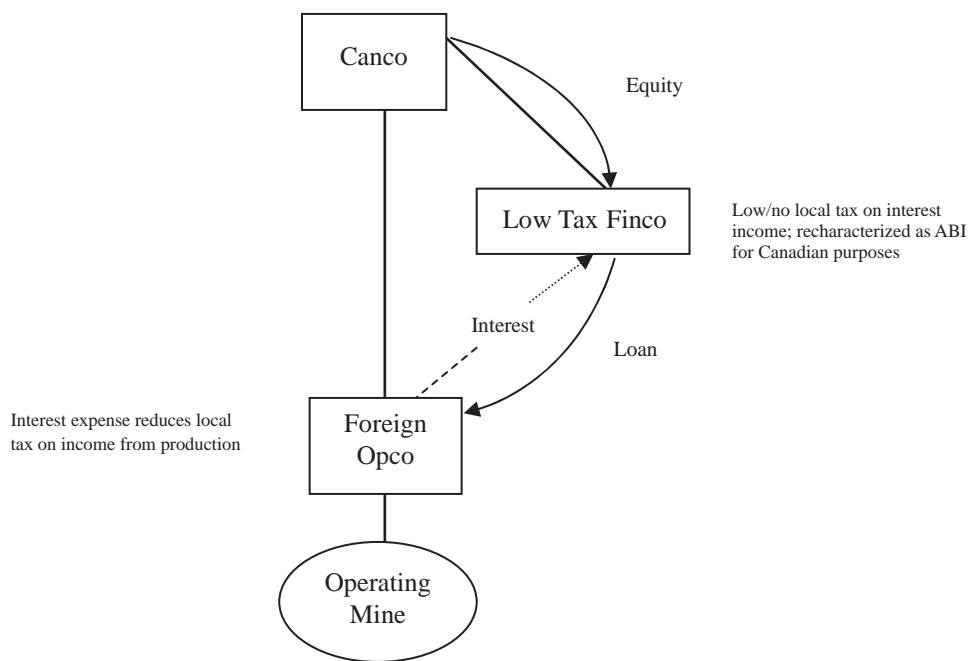 Canco
Equity
Low Tax Finco
Low/no local tax on interest
income; recharacterized as ABI
for Canadian purposes
Interest
Loan
Interest expense reduces local
tax on income from production
Foreign
Opco
Operating
Mine